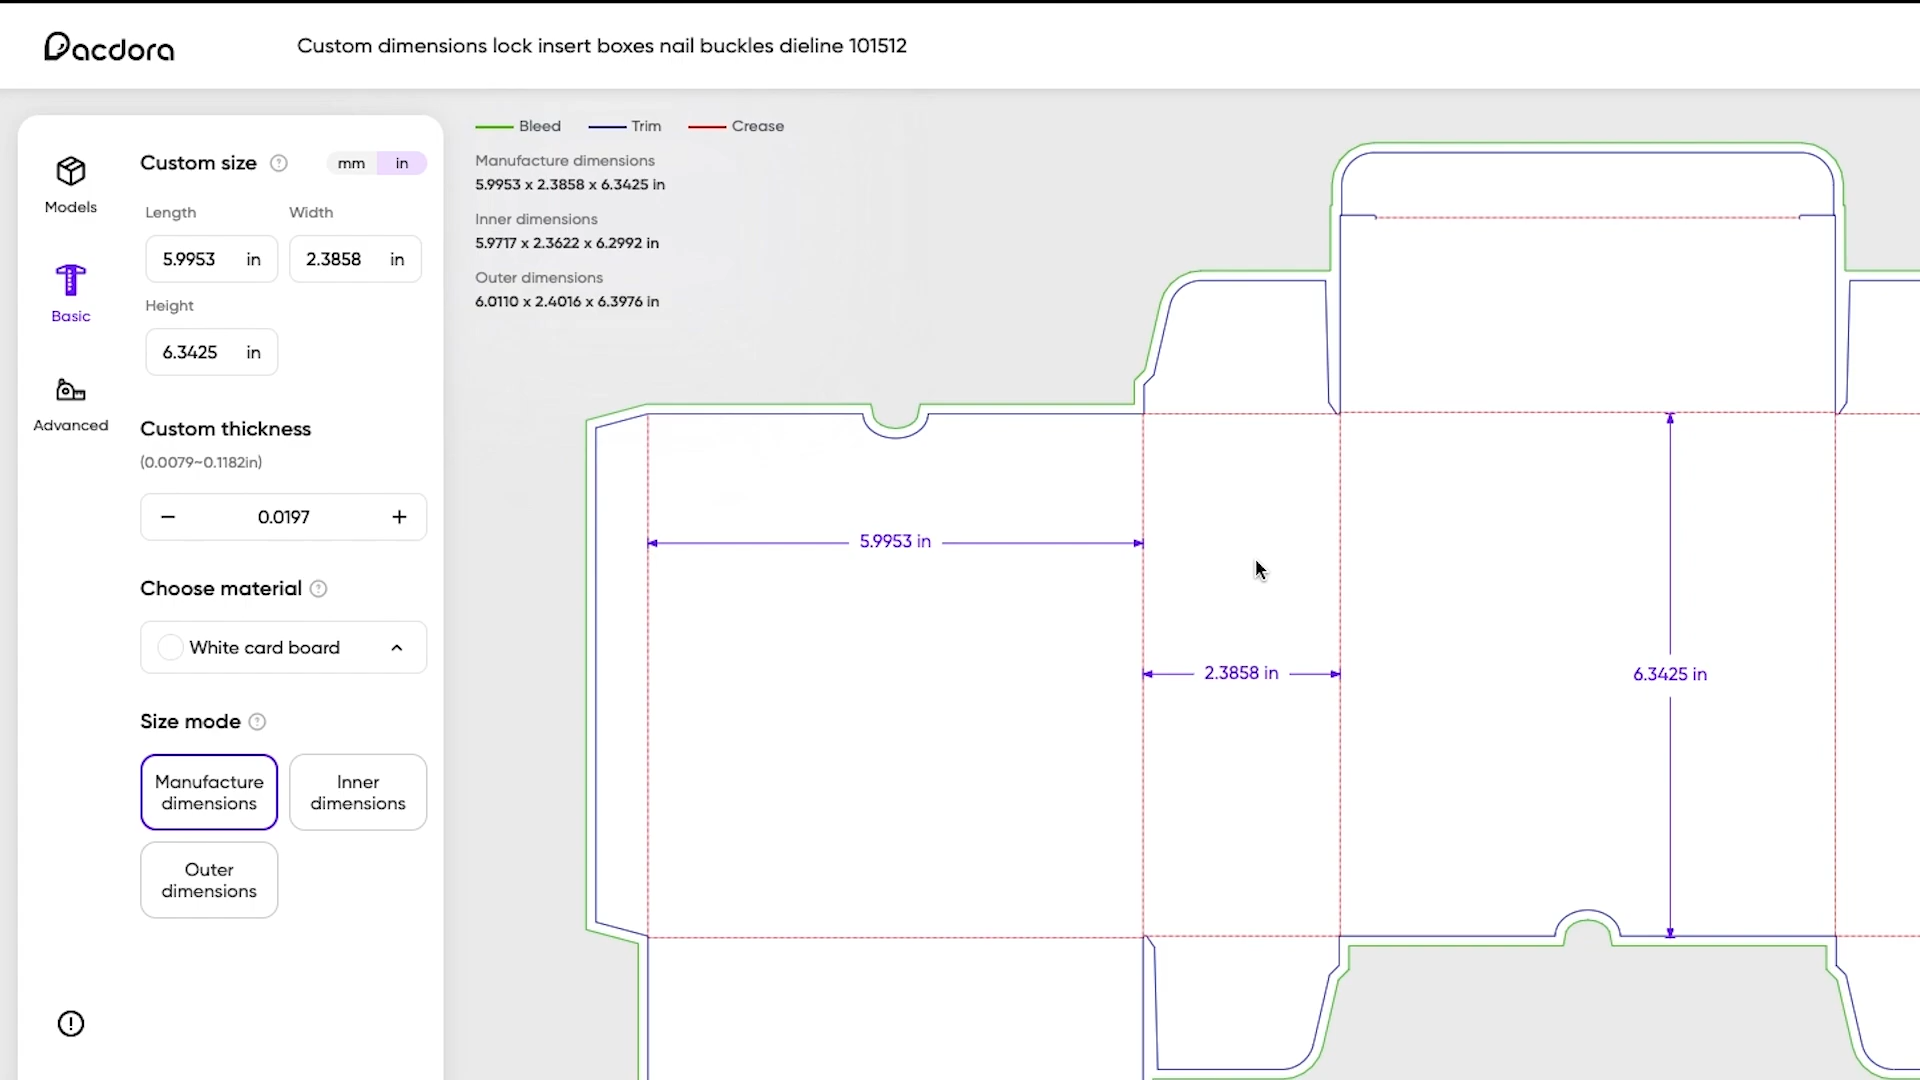 Pacdora
Custom dimensions lock insert boxes nail buckles dieline 101512
Models
Basic
Advanced
Custom size
mm
in
Length
Width
5.9953 in
2.3858 in
Height
6.3425 in
Custom thickness
(0.0079~0.1182in)
0.0197
Choose material
White card board
Size mode
Manufacture
dimensions
Inner
dimensions
Outer
dimensions
Bleed
Trim
Crease
Manufacture dimensions
5.9953 x 2.3858 x 6.3425 in
Inner dimensions
5.9717 x 2.3622 x 6.2992 in
Outer dimensions
6.0110 x 2.4016 x 6.3976 in
5.9953 in
2.3858 in
6.3425 in